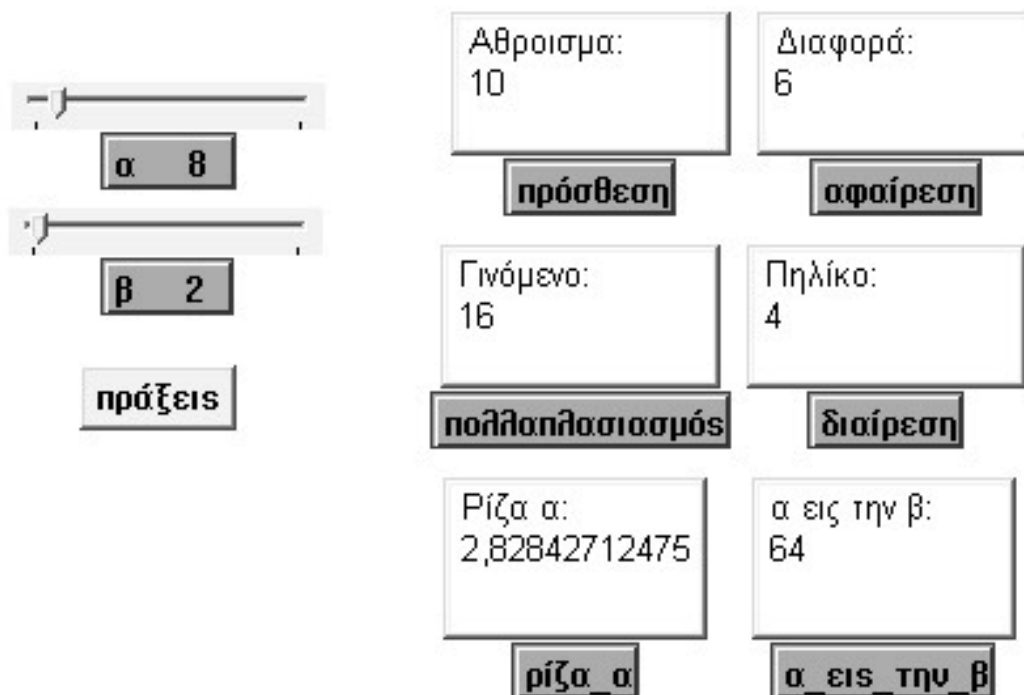 α 8
β 2
πράξεις
Αθροισμα:
10
πρόσθεση
Διαφορά:
6
αφαίρεση
Γινόμενο:
16
πολλαπλασιασμός
Πηλίκο:
4
διαίρεση
Ρίζα α:
2,82842712475
ρίζα_α
α εις την β:
64
α_εις_την_β